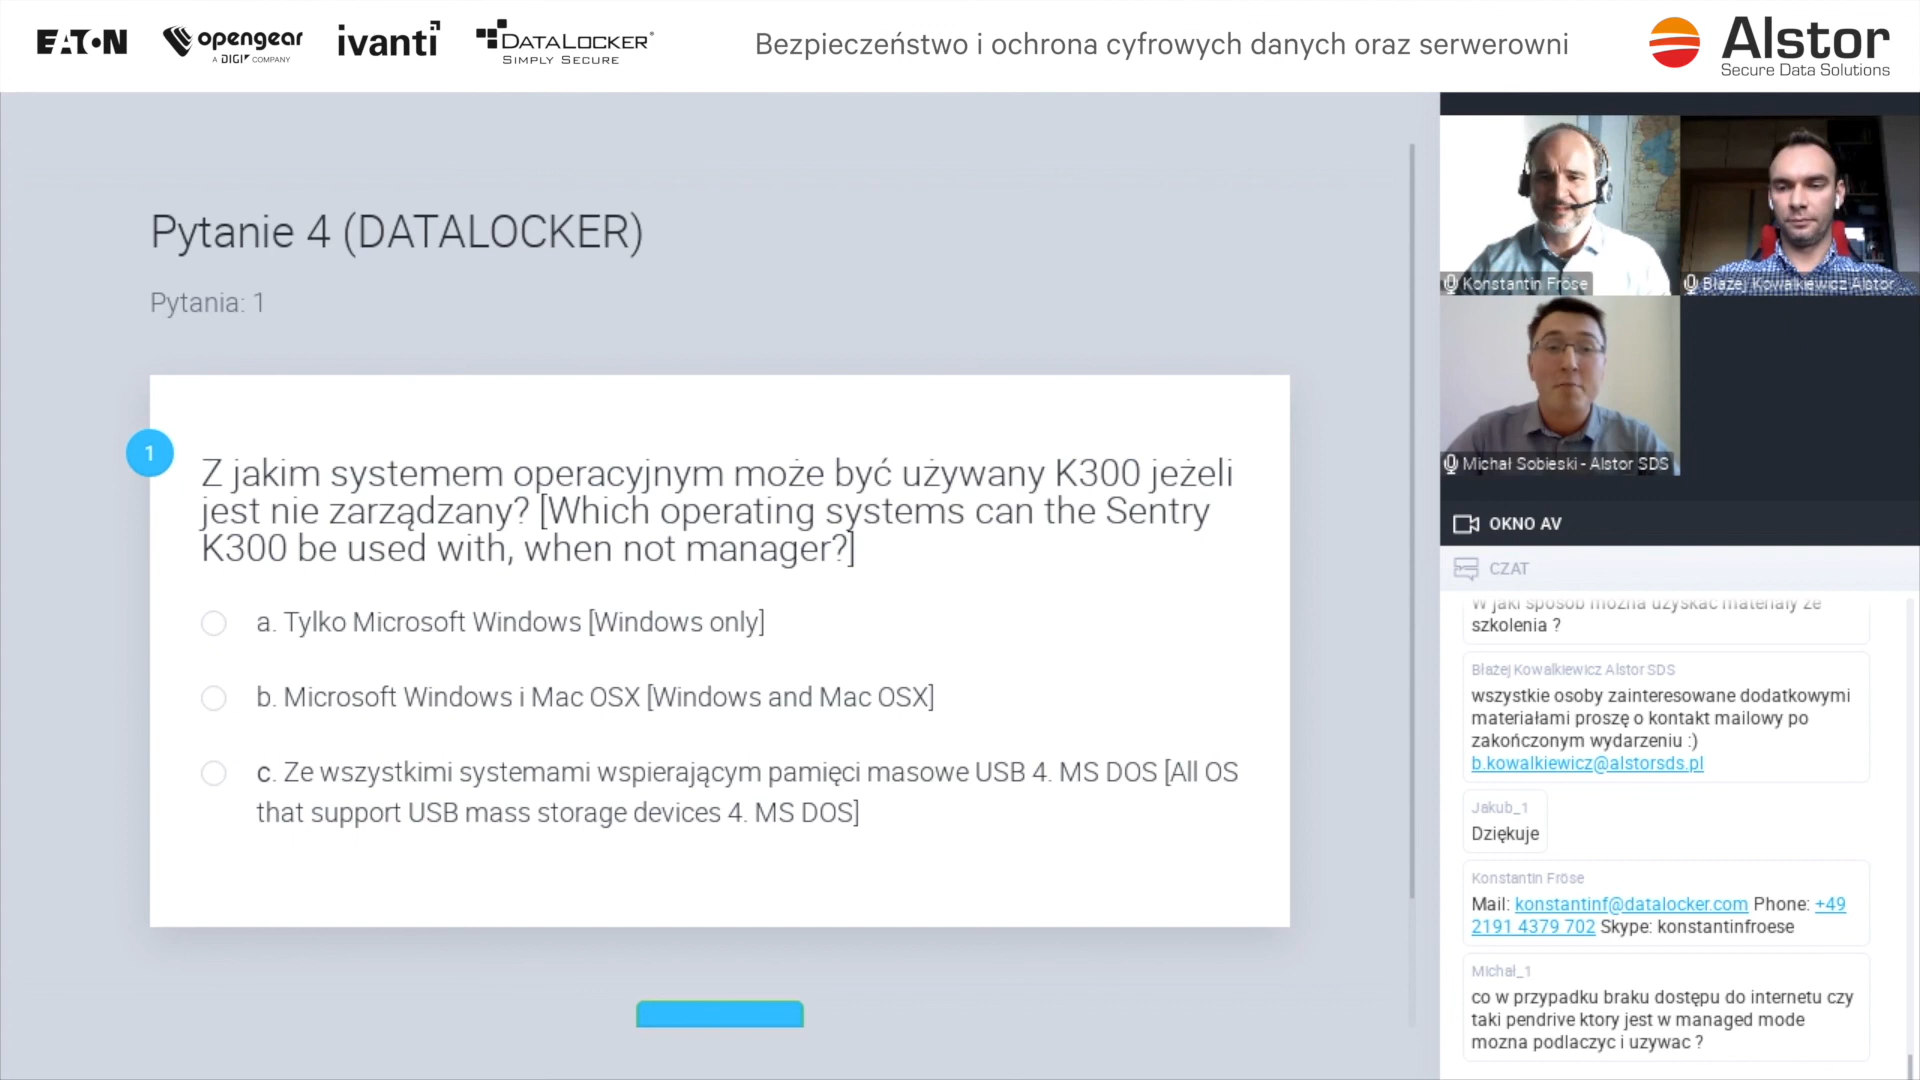 EATON
opengear
A DIGI COMPANY
ivanti
DATALOCKER
SIMPLY SECURE
Bezpieczeństwo i ochrona cyfrowych danych oraz serwerowni
Alstor
Secure Data Solutions
Pytanie 4 (DATALOCKER)
Pytania: 1
1
Z jakim systemem operacyjnym może być używany K300 jeżeli
jest nie zarządzany? [Which operating systems can the Sentry
K300 be used with, when not manager?]
a. Tylko Microsoft Windows [Windows only]
b. Microsoft Windows i Mac OSX [Windows and Mac OSX]
c. Ze wszystkimi systemami wspierającym pamięci masowe USB 4. MS DOS [All OS
that support USB mass storage devices 4. MS DOS]
Konstantin Fröse
Błażej Kowalkiewicz Alstor
Michał Sobieski - Alstor SDS
OKNO AV
CZAT
W jaki sposób można uzyskać materiały ze
szkolenia ?
Błażej Kowalkiewicz Alstor SDS
wszystkie osoby zainteresowane dodatkowymi
materiałami proszę o kontakt mailowy po
zakończonym wydarzeniu :)
b.kowalkiewicz@alstorsds.pl
Jakub_1
Dziękuje
Konstantin Fröse
Mail: konstantinf@datalocker.com Phone: +49
2191 4379 702 Skype: konstantinfroese
Michał_1
co w przypadku braku dostępu do internetu czy
taki pendrive ktory jest w managed mode
mozna podlaczyc i uzywac ?